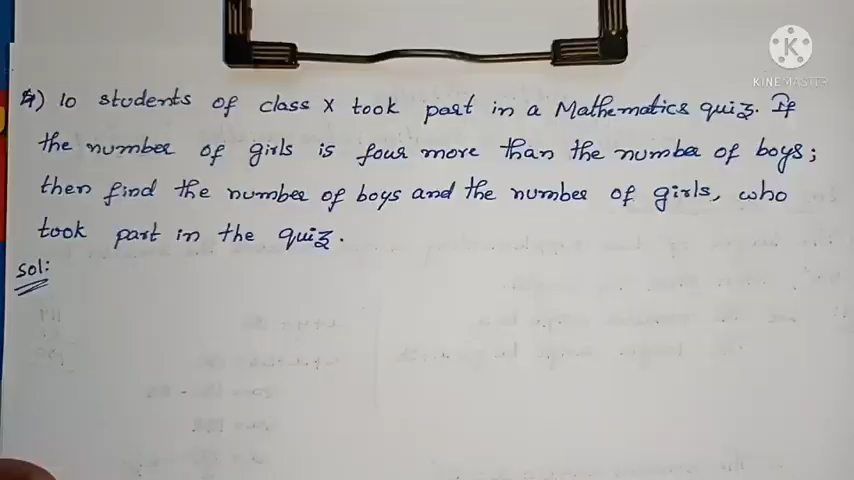 K
KINEMASTER
Q) 10 students of class X took part in a Mathematics quiz. If
the number of girls is four more than the number of boys;
then find the number of boys and the number of girls, who
took part in the quiz.
Sol: